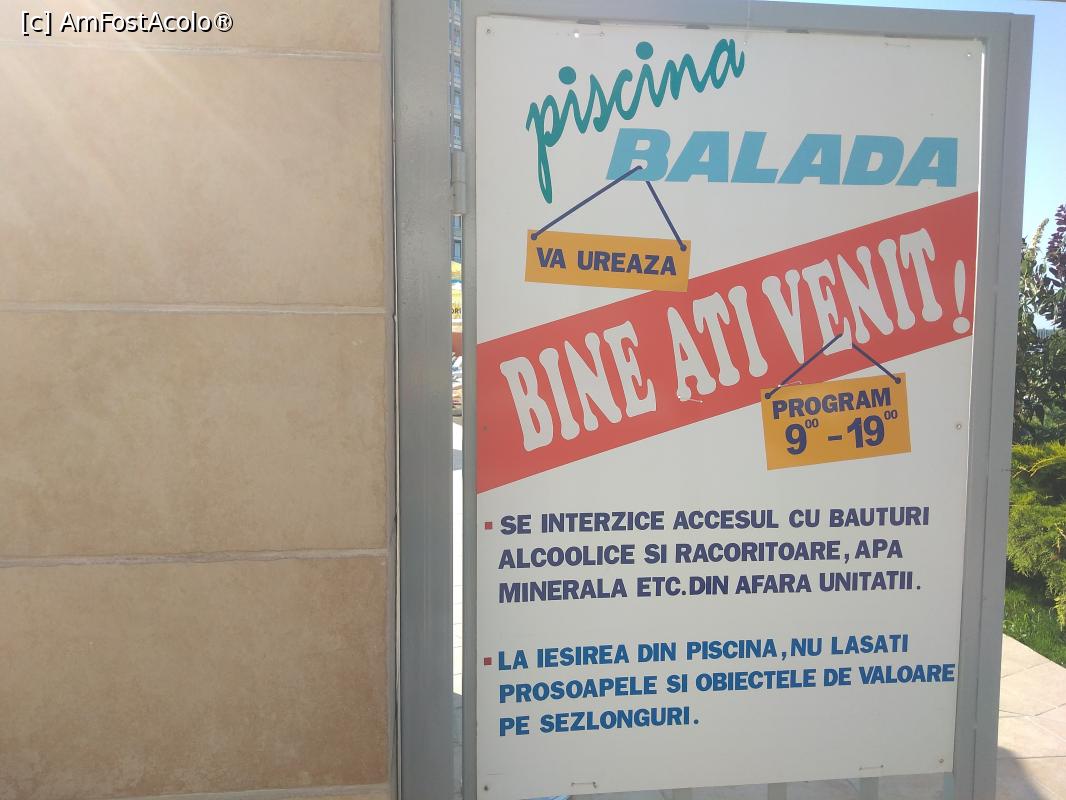 [c] AmFostAcolo®
piscina
BALADA
VA UREAZA
BINE ATI VENIT!
PROGRAM
9⁰⁰ - 19⁰⁰
▪ SE INTERZICE ACCESUL CU BAUTURI
ALCOOLICE SI RACORITOARE, APA
MINERALA ETC.DIN AFARA UNITATII.
▪ LA IESIREA DIN PISCINA, NU LASATI
PROSOAPELE SI OBIECTELE DE VALOARE
PE SEZLONGURI.